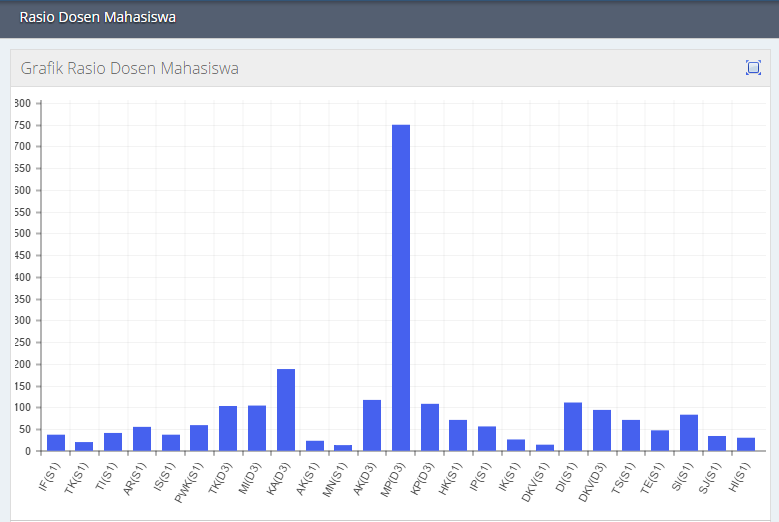 Rasio Dosen Mahasiswa
Grafik Rasio Dosen Mahasiswa
800
750
700
650
600
550
500
450
400
350
300
250
200
150
100
50
0
IF(S1)
TK(S1)
TI(S1)
AR(S1)
IS(S1)
PWK(S1)
TK(D3)
MI(D3)
KA(D3)
AK(S1)
MN(S1)
AK(D3)
MP(D3)
KP(D3)
HK(S1)
IP(S1)
IK(S1)
DKV(S1)
DI(S1)
DKV(D3)
TS(S1)
TE(S1)
SI(S1)
SJ(S1)
HI(S1)